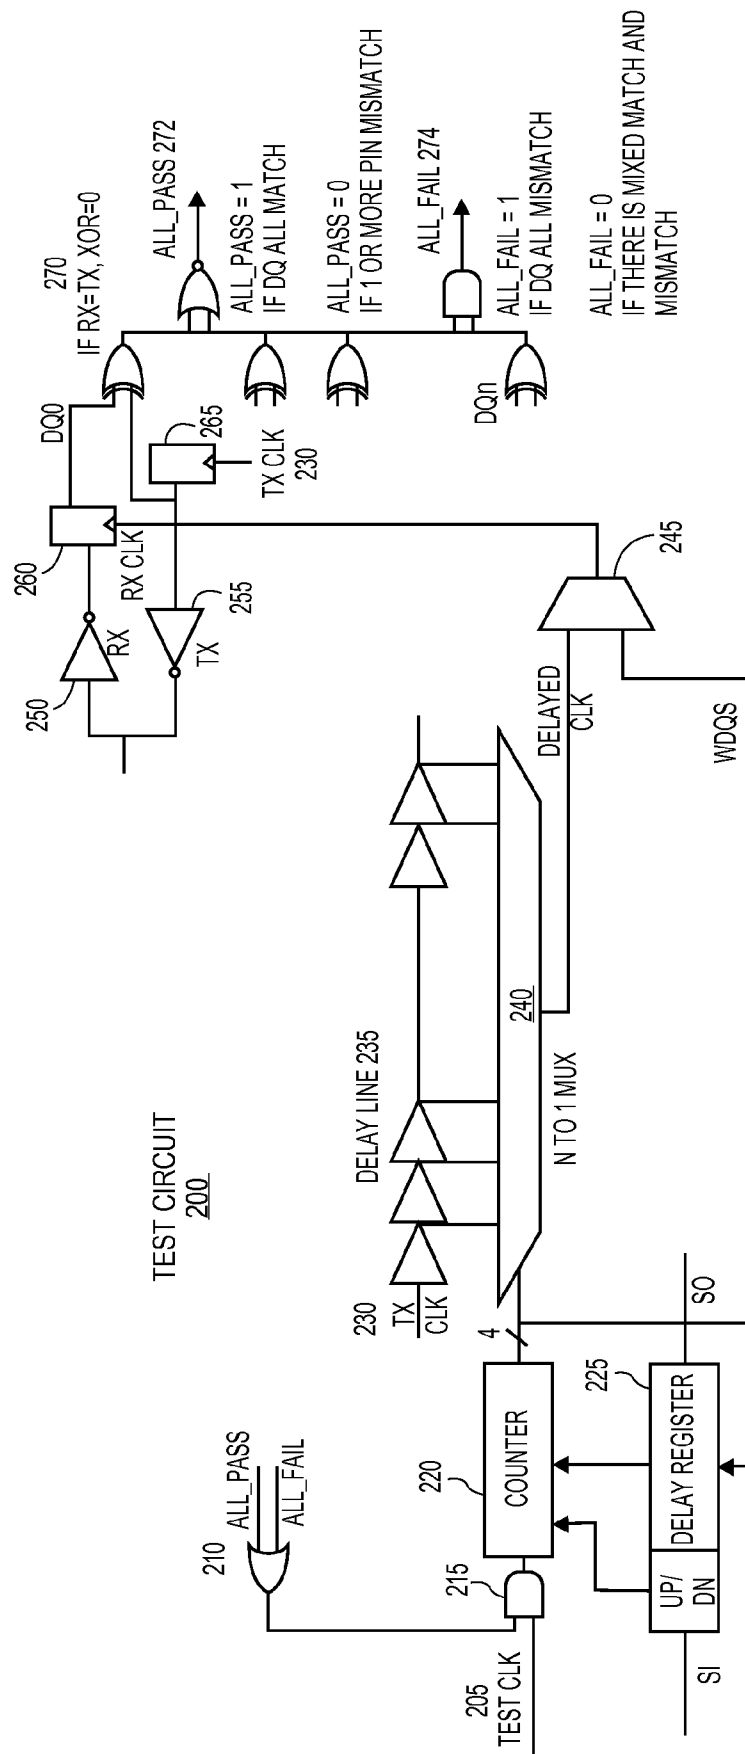 TEST CIRCUIT
200
270
IF RX=TX, XOR=0
ALL_PASS 272
ALL_PASS = 1
IF DQ ALL MATCH
ALL_PASS = 0
IF 1 OR MORE PIN MISMATCH
ALL_FAIL 274
ALL_FAIL = 1
IF DQ ALL MISMATCH
ALL_FAIL = 0
IF THERE IS MIXED MATCH AND
MISMATCH
DQ0
DQn
265
TX CLK
230
260
RX CLK
250
RX
255
TX
245
DELAYED
CLK
WDQS
DELAY LINE 235
240
N TO 1 MUX
230
TX
CLK
4
210
ALL_PASS
ALL_FAIL
220
COUNTER
215
205
TEST CLK
225
DELAY REGISTER
UP/
DN
SI
SO